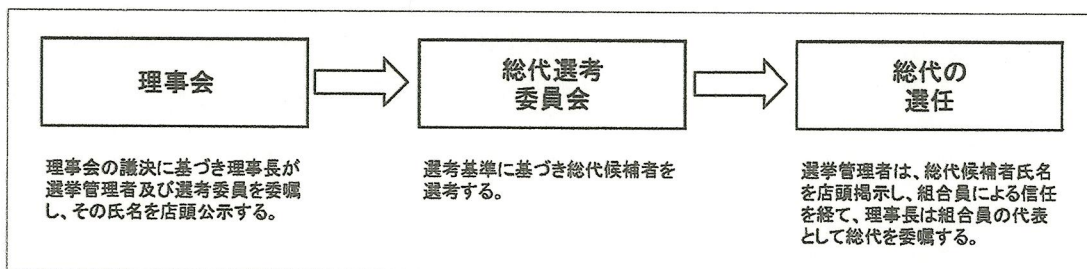 理事会
理事会の議決に基づき理事長が
選挙管理者及び選考委員を委嘱
し、その氏名を店頭公示する。
総代選考
委員会
選考基準に基づき総代候補者を
選考する。
総代の
選任
選挙管理者は、総代候補者氏名
を店頭掲示し、組合員による信任
を経て、理事長は組合員の代表
として総代を委嘱する。